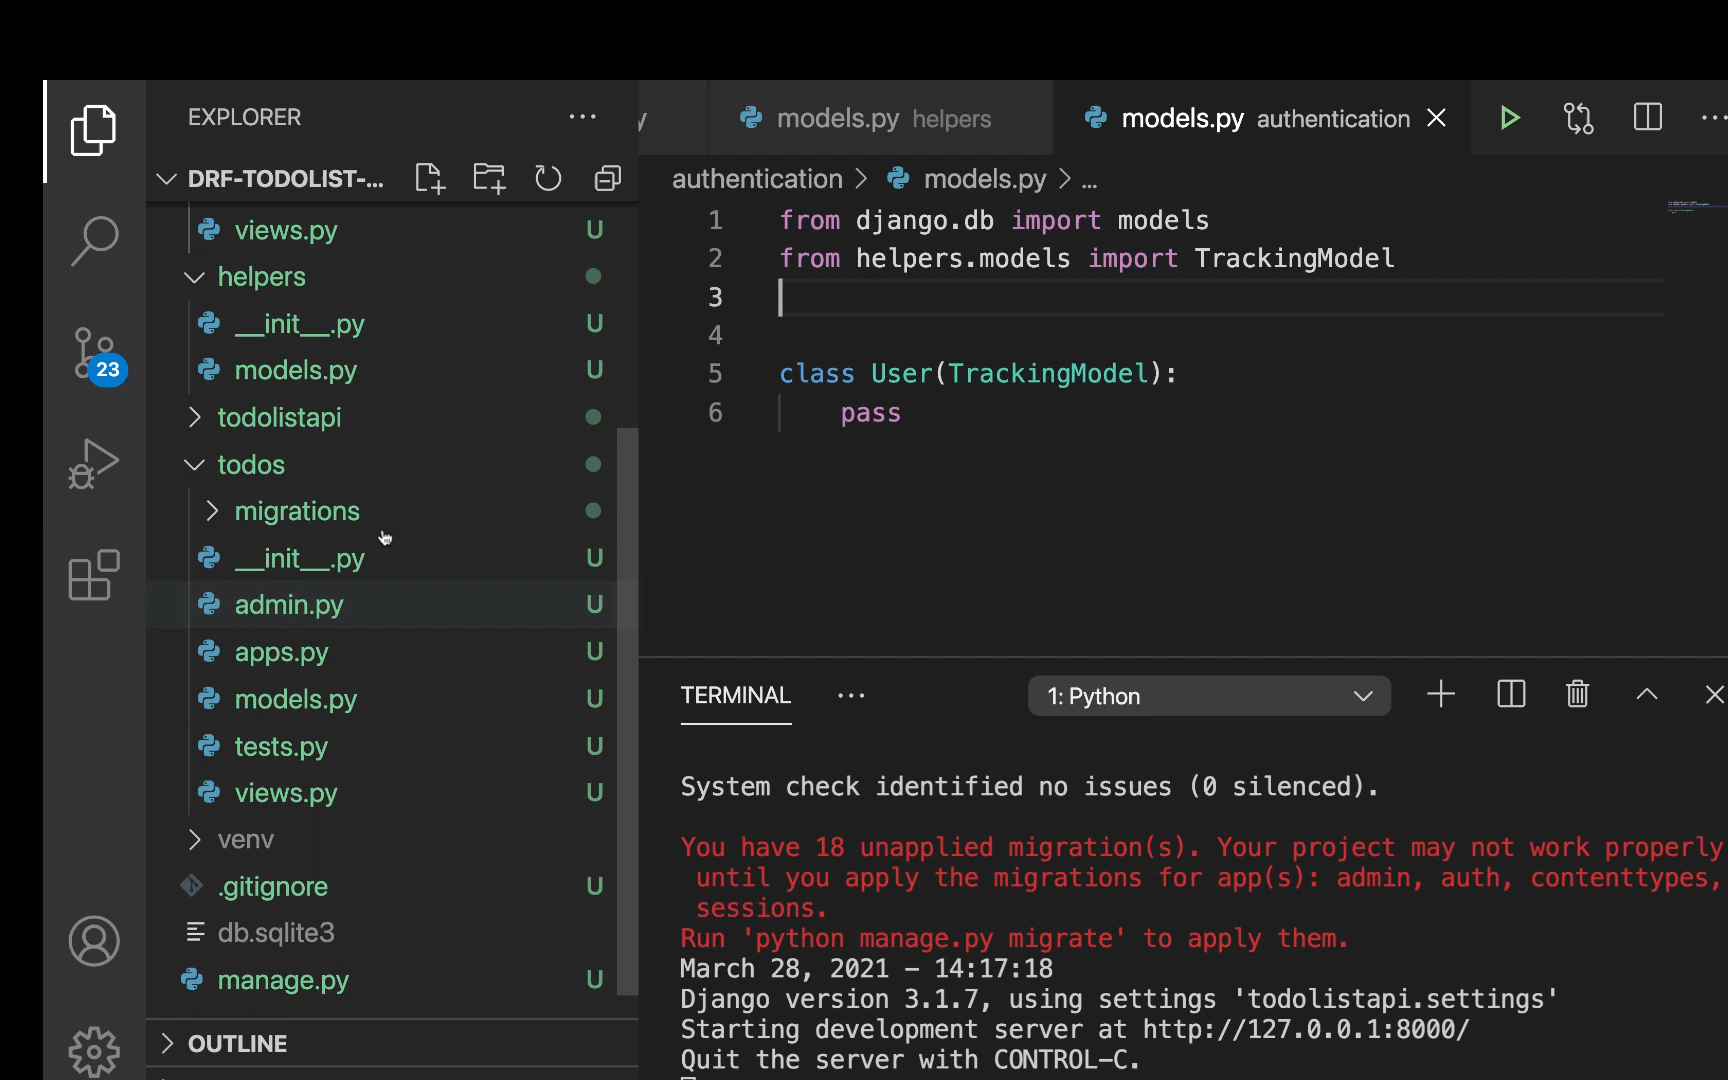 EXPLORER
DRF-TODOLIST-...
views.py U
helpers
__init__.py U
models.py U
todolistapi
todos
migrations
__init__.py U
admin.py U
apps.py U
models.py U
tests.py U
views.py U
venv
.gitignore U
db.sqlite3
manage.py U
OUTLINE
23
y
models.py helpers
models.py authentication
authentication > models.py > ...
1 from django.db import models
2 from helpers.models import TrackingModel
3
4
5 class User(TrackingModel):
6 pass
TERMINAL
1: Python
System check identified no issues (0 silenced).
You have 18 unapplied migration(s). Your project may not work properly
until you apply the migrations for app(s): admin, auth, contenttypes,
sessions.
Run 'python manage.py migrate' to apply them.
March 28, 2021 - 14:17:18
Django version 3.1.7, using settings 'todolistapi.settings'
Starting development server at http://127.0.0.1:8000/
Quit the server with CONTROL-C.